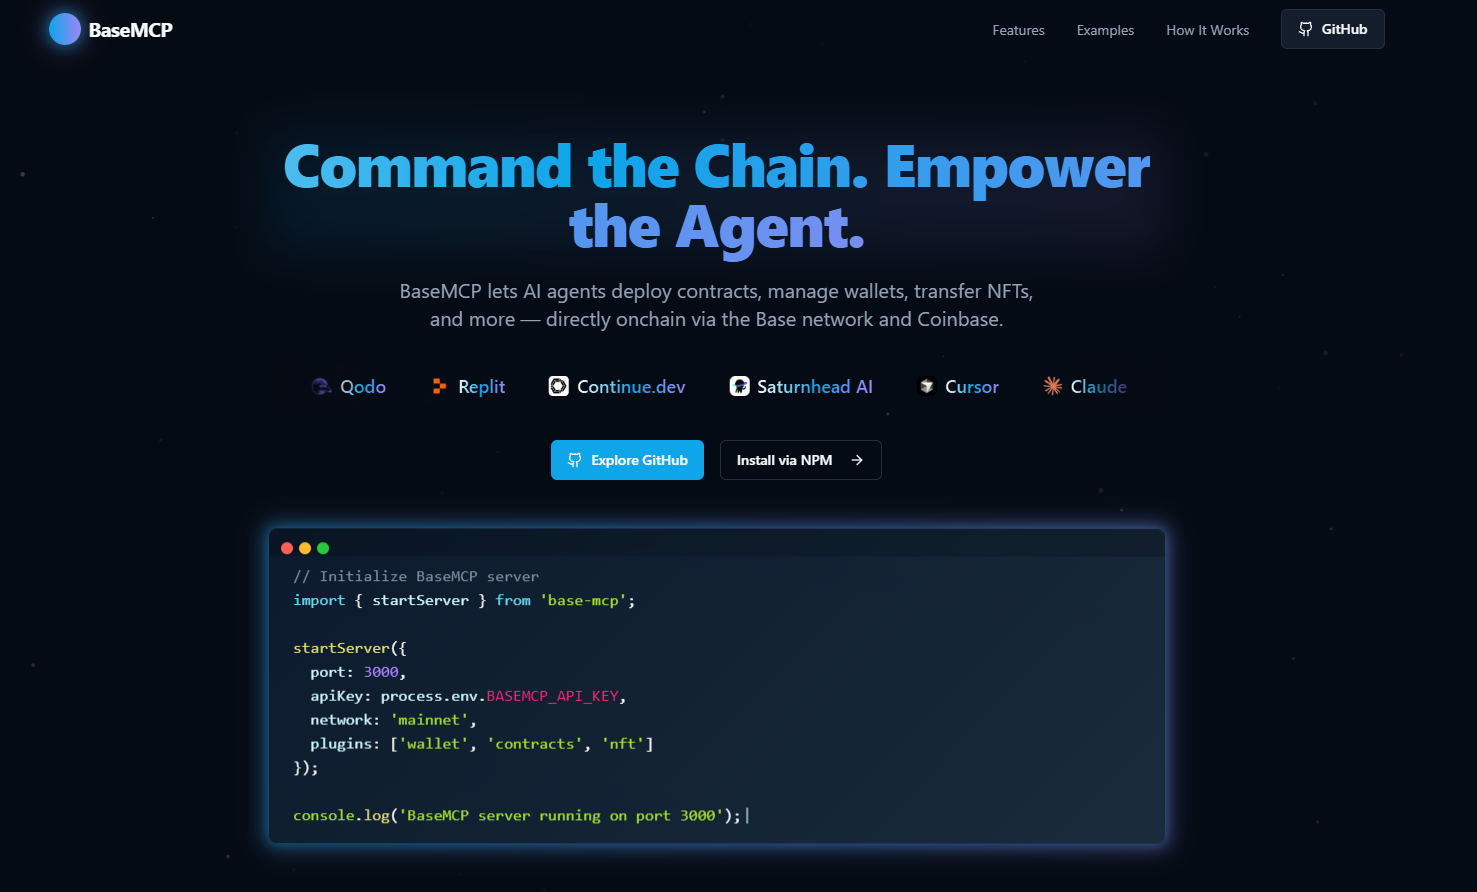 BaseMCP
Features
Examples
How It Works
GitHub
Command the Chain. Empower
the Agent.
BaseMCP lets AI agents deploy contracts, manage wallets, transfer NFTs,
and more — directly onchain via the Base network and Coinbase.
Qodo
Replit
Continue.dev
Saturnhead AI
Cursor
Claude
Explore GitHub
Install via NPM →
// Initialize BaseMCP server
import { startServer } from 'base-mcp';
startServer({
  port: 3000,
  apiKey: process.env.BASEMCP_API_KEY,
  network: 'mainnet',
  plugins: ['wallet', 'contracts', 'nft']
});
console.log('BaseMCP server running on port 3000');